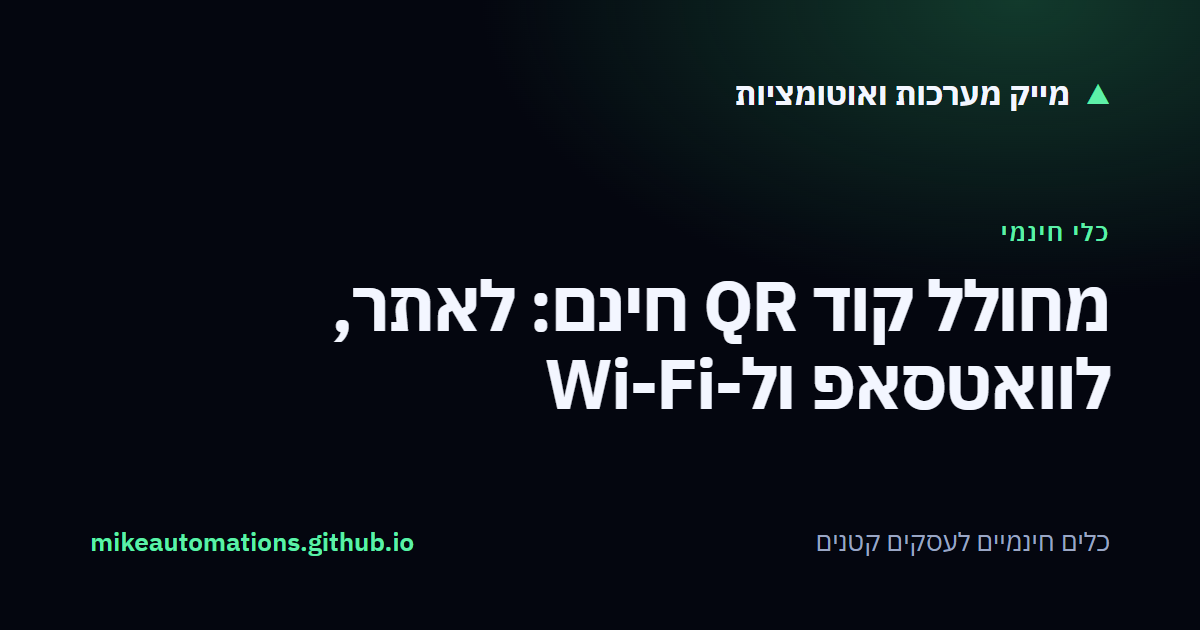 מייק מערכות ואוטומציות
כלי חינמי
מחולל קוד QR חינם: לאתר,
לוואטסאפ ול-Wi-Fi
כלים חינמיים לעסקים קטנים
mikeautomations.github.io